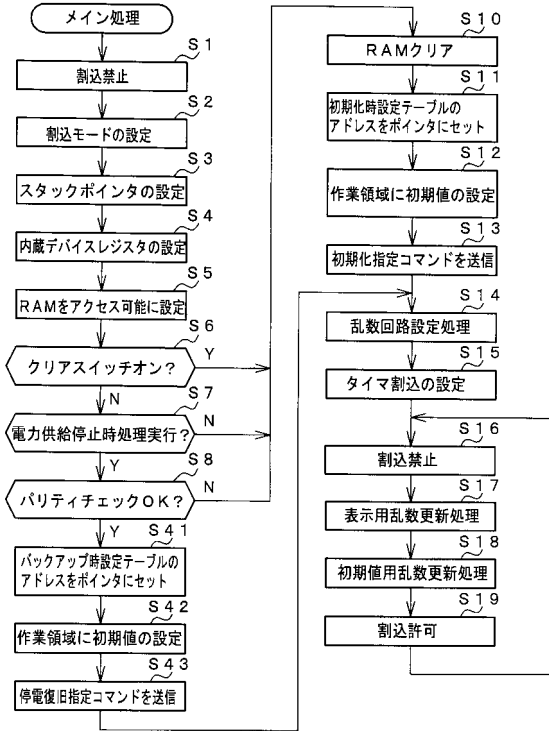 メイン処理
S1
割込禁止
S2
割込モードの設定
S3
スタックポインタの設定
S4
内蔵デバイスレジスタの設定
S5
RAMをアクセス可能に設定
S6
クリアスイッチオン?
Y
N
S7
電力供給停止時処理実行?
N
Y
S8
パリティチェックOK?
N
Y
S41
バックアップ時設定テーブルの
アドレスをポインタにセット
S42
作業領域に初期値の設定
S43
停電復旧指定コマンドを送信
S10
RAMクリア
S11
初期化時設定テーブルの
アドレスをポインタにセット
S12
作業領域に初期値の設定
S13
初期化指定コマンドを送信
S14
乱数回路設定処理
S15
タイマ割込の設定
S16
割込禁止
S17
表示用乱数更新処理
S18
初期値用乱数更新処理
S19
割込許可